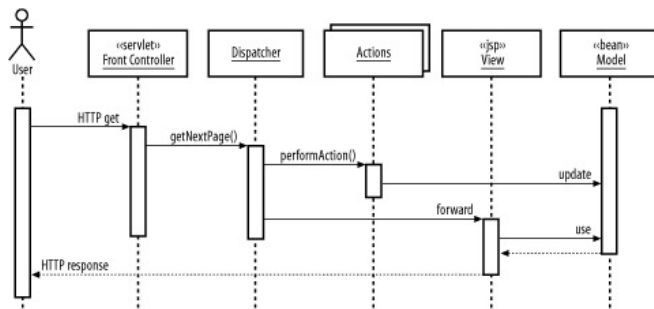 «servlet»
Front Controller
Dispatcher
Actions
«jsp»
View
«bean»
Model
User
HTTP get
getNextPage()
performAction()
update
forward
use
HTTP response